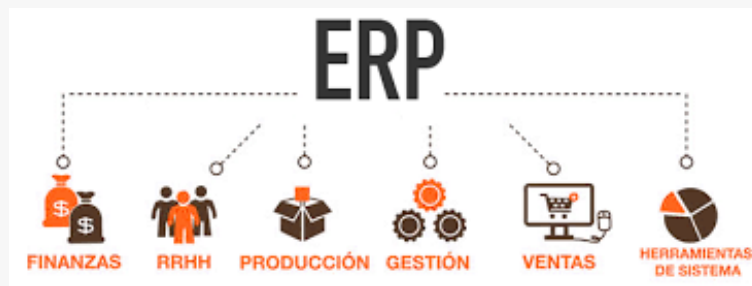 ERP
FINANZAS
RRHH
PRODUCCIÓN
GESTIÓN
VENTAS
HERRAMIENTAS
DE SISTEMA